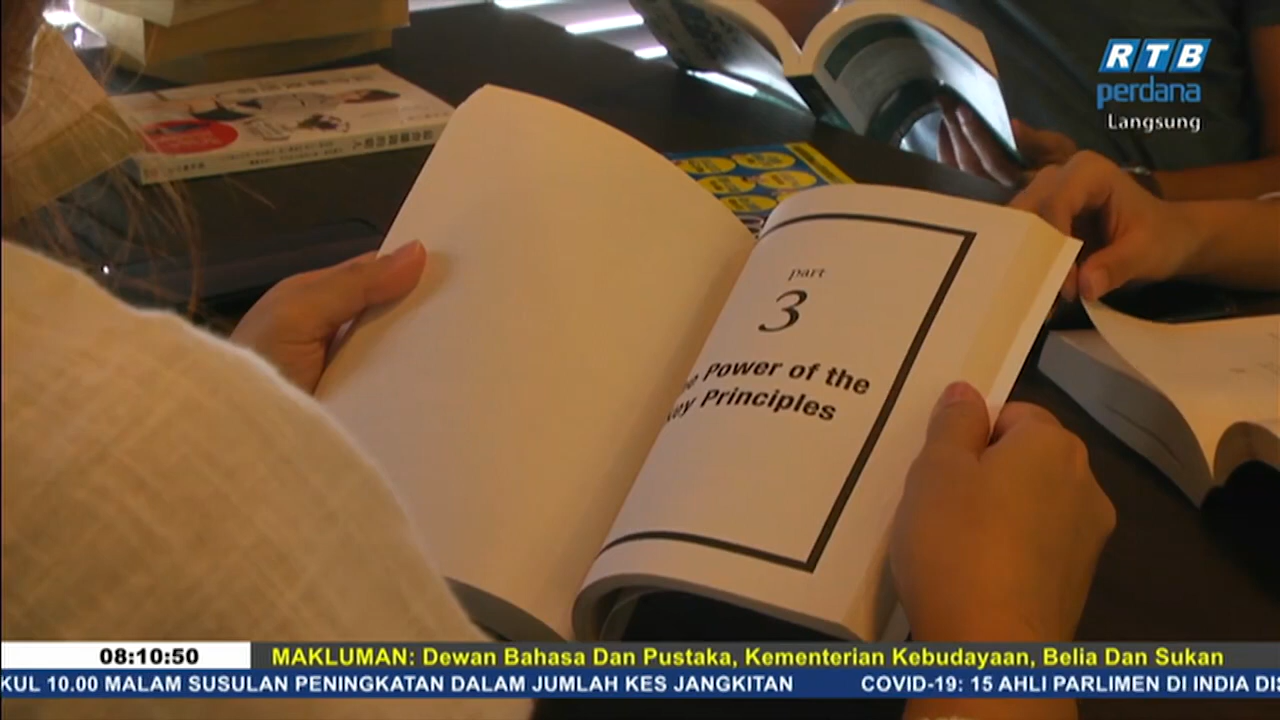 RTB
perdana
Langsung
part
3
Power of the
Principles
08:10:50
MAKLUMAN: Dewan Bahasa Dan Pustaka, Kementerian Kebudayaan, Belia Dan Sukan
KUL 10.00 MALAM SUSULAN PENINGKATAN DALAM JUMLAH KES JANGKITAN COVID-19: 15 AHLI PARLIMEN DI INDIA